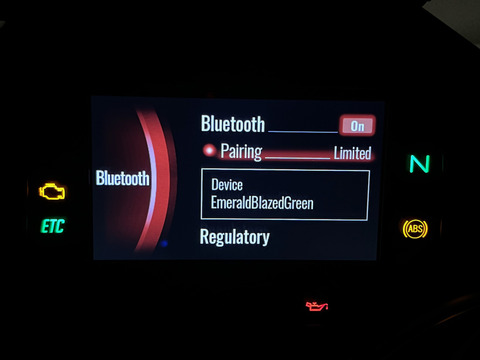 Bluetooth
Bluetooth On
Pairing Limited
Device
EmeraldBlazedGreen
Regulatory
ETC
N
ABS